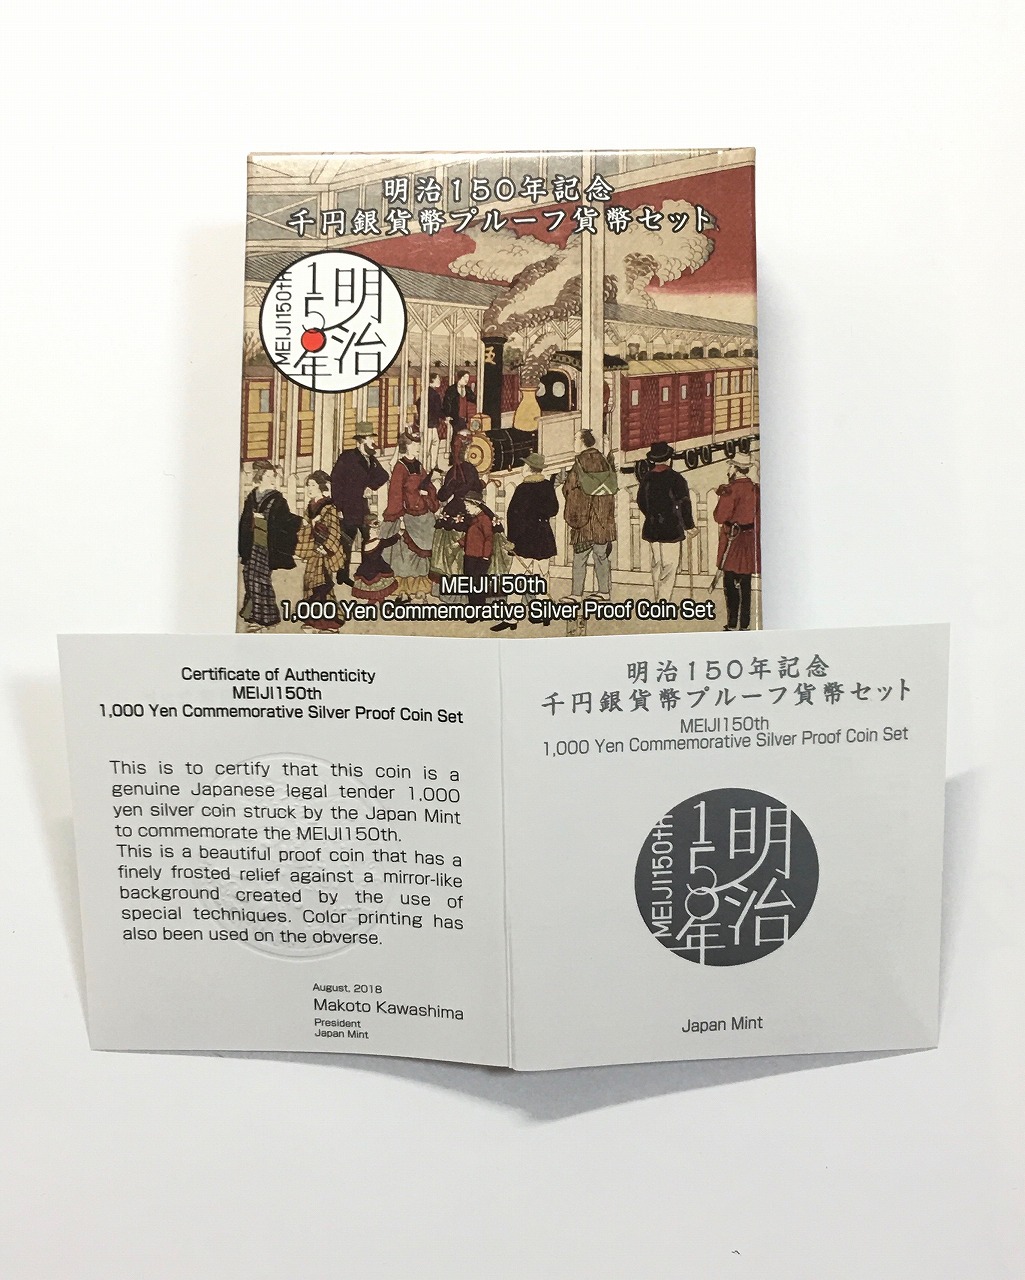 明治150年記念
千円銀貨幣プルーフ貨幣セット
明治
150年
MEIJI150th
五
MEIJI150th
1,000 Yen Commemorative Silver Proof Coin Set
Certificate of Authenticity
MEIJI150th
1,000 Yen Commemorative Silver Proof Coin Set
This is to certify that this coin is a
genuine Japanese legal tender 1,000
yen silver coin struck by the Japan Mint
to commemorate the MEIJI150th.
This is a beautiful proof coin that has a
finely frosted relief against a mirror-like
background created by the use of
special techniques. Color printing has
also been used on the obverse.
August. 2018
Makoto Kawashima
President
Japan Mint
明治150年記念
千円銀貨幣プルーフ貨幣セット
MEIJI150th
1,000 Yen Commemorative Silver Proof Coin Set
明治
150年
MEIJI150th
Japan Mint